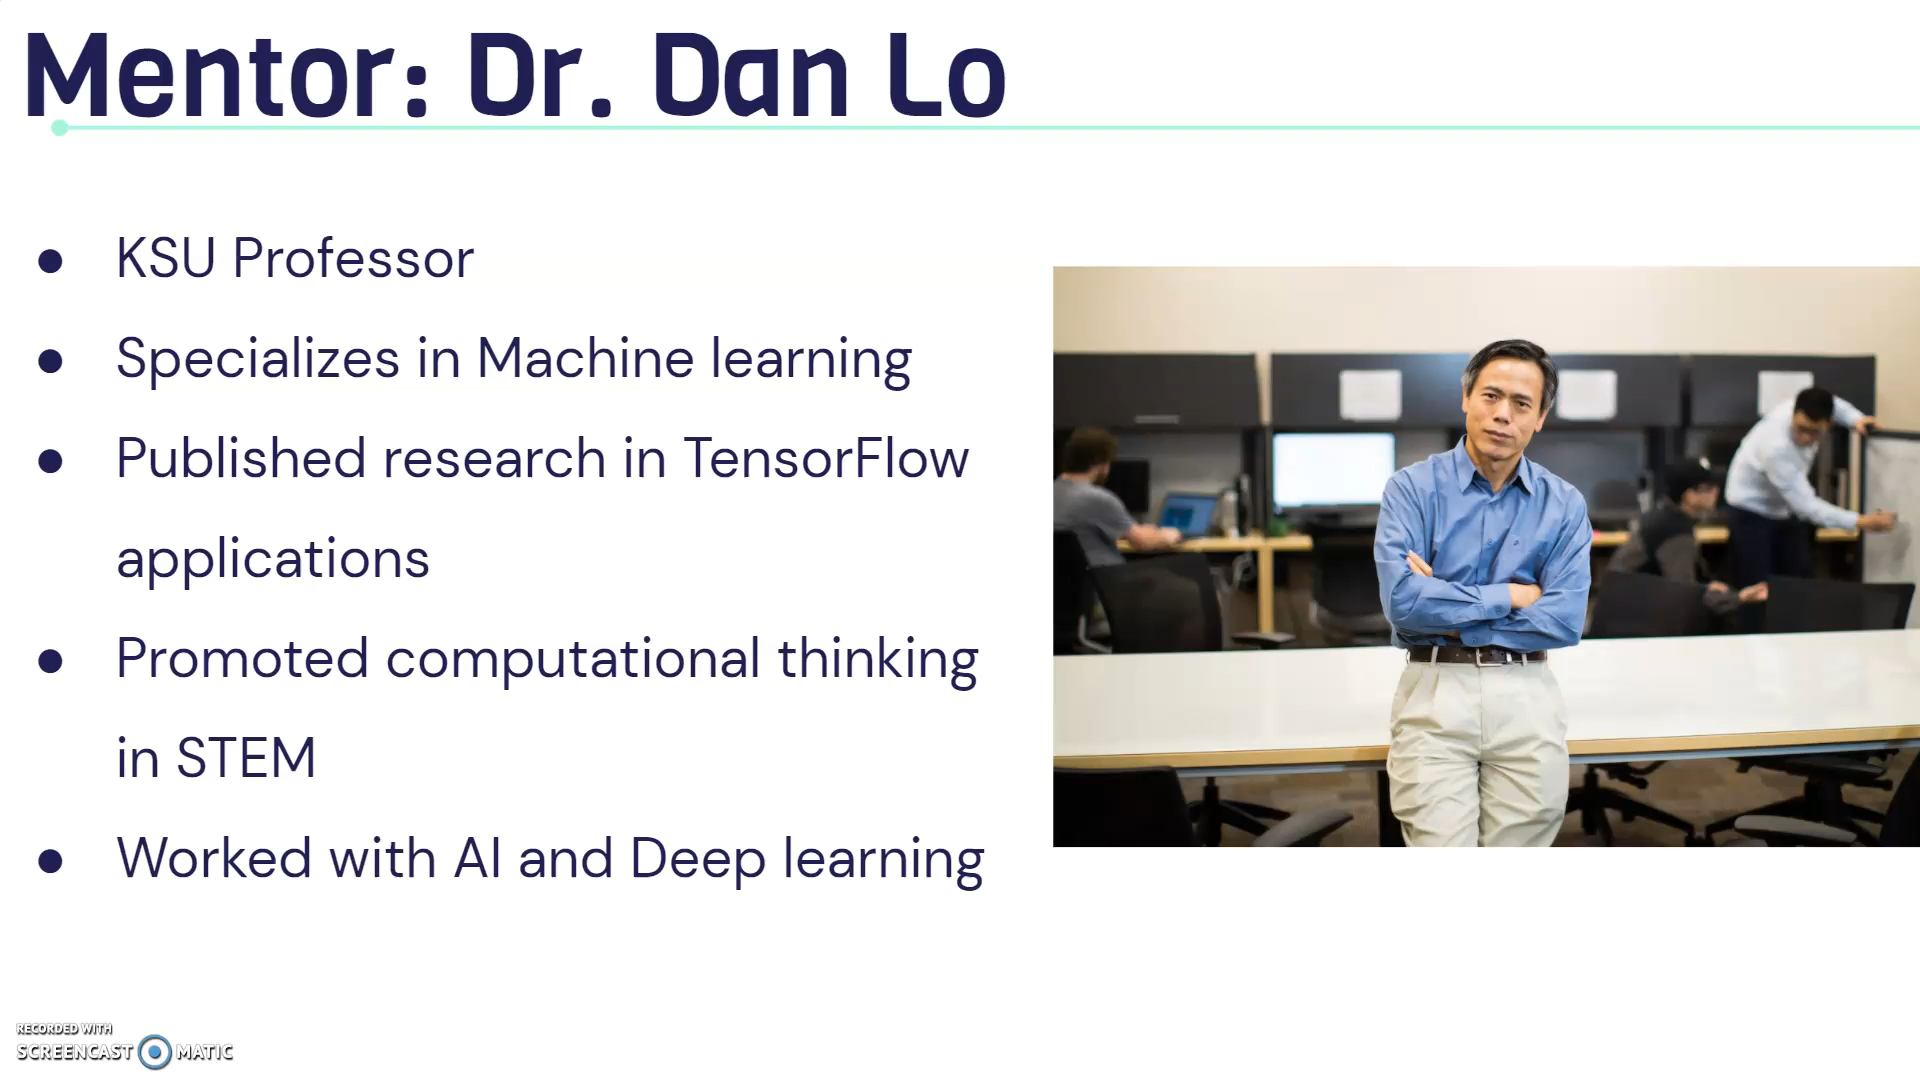 Mentor: Dr. Dan Lo
● KSU Professor
● Specializes in Machine learning
● Published research in TensorFlow
applications
● Promoted computational thinking
in STEM
● Worked with AI and Deep learning
RECORDED WITH
SCREENCAST MATIC